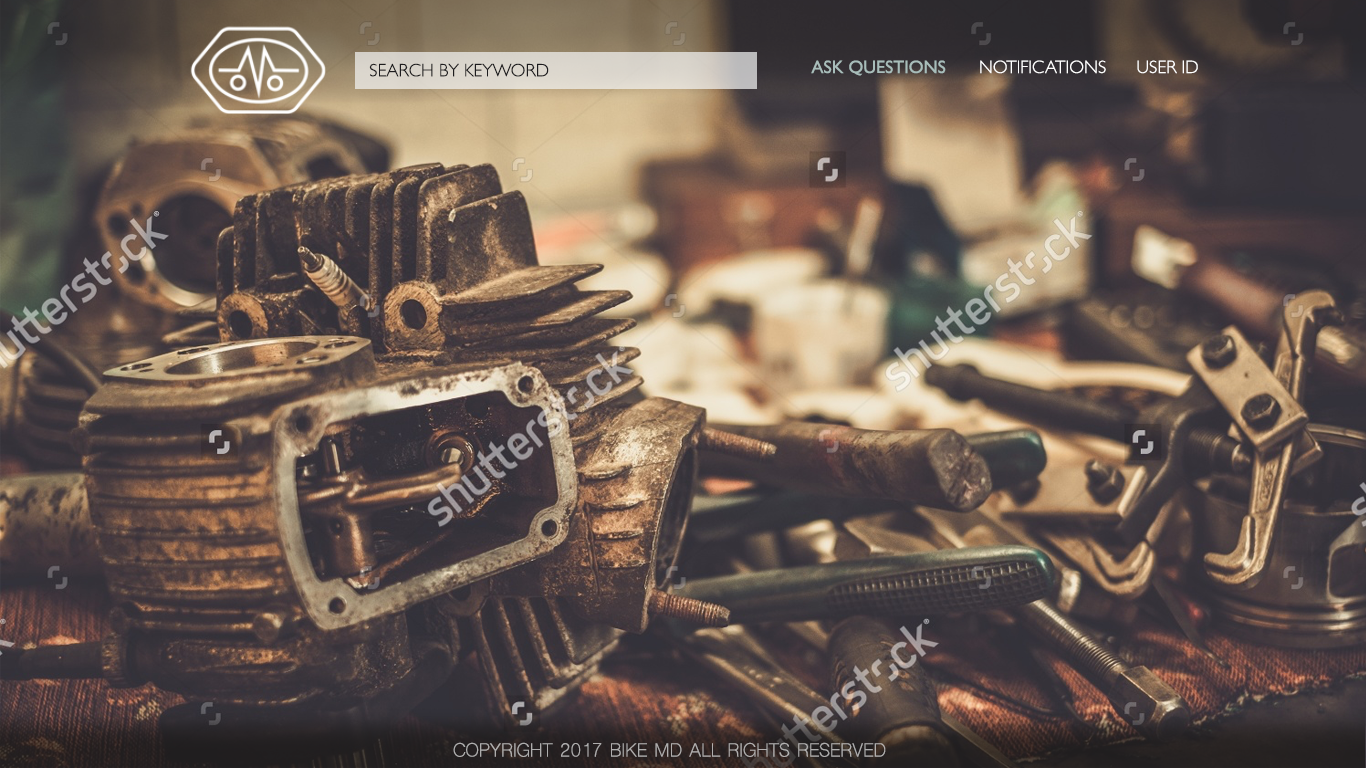 SEARCH BY KEYWORD
ASK QUESTIONS
NOTIFICATIONS
USER ID
shutterstock
shutterstock
shutterstock
shutterstock
COPYRIGHT 2017 BIKE MD ALL RIGHTS RESERVED